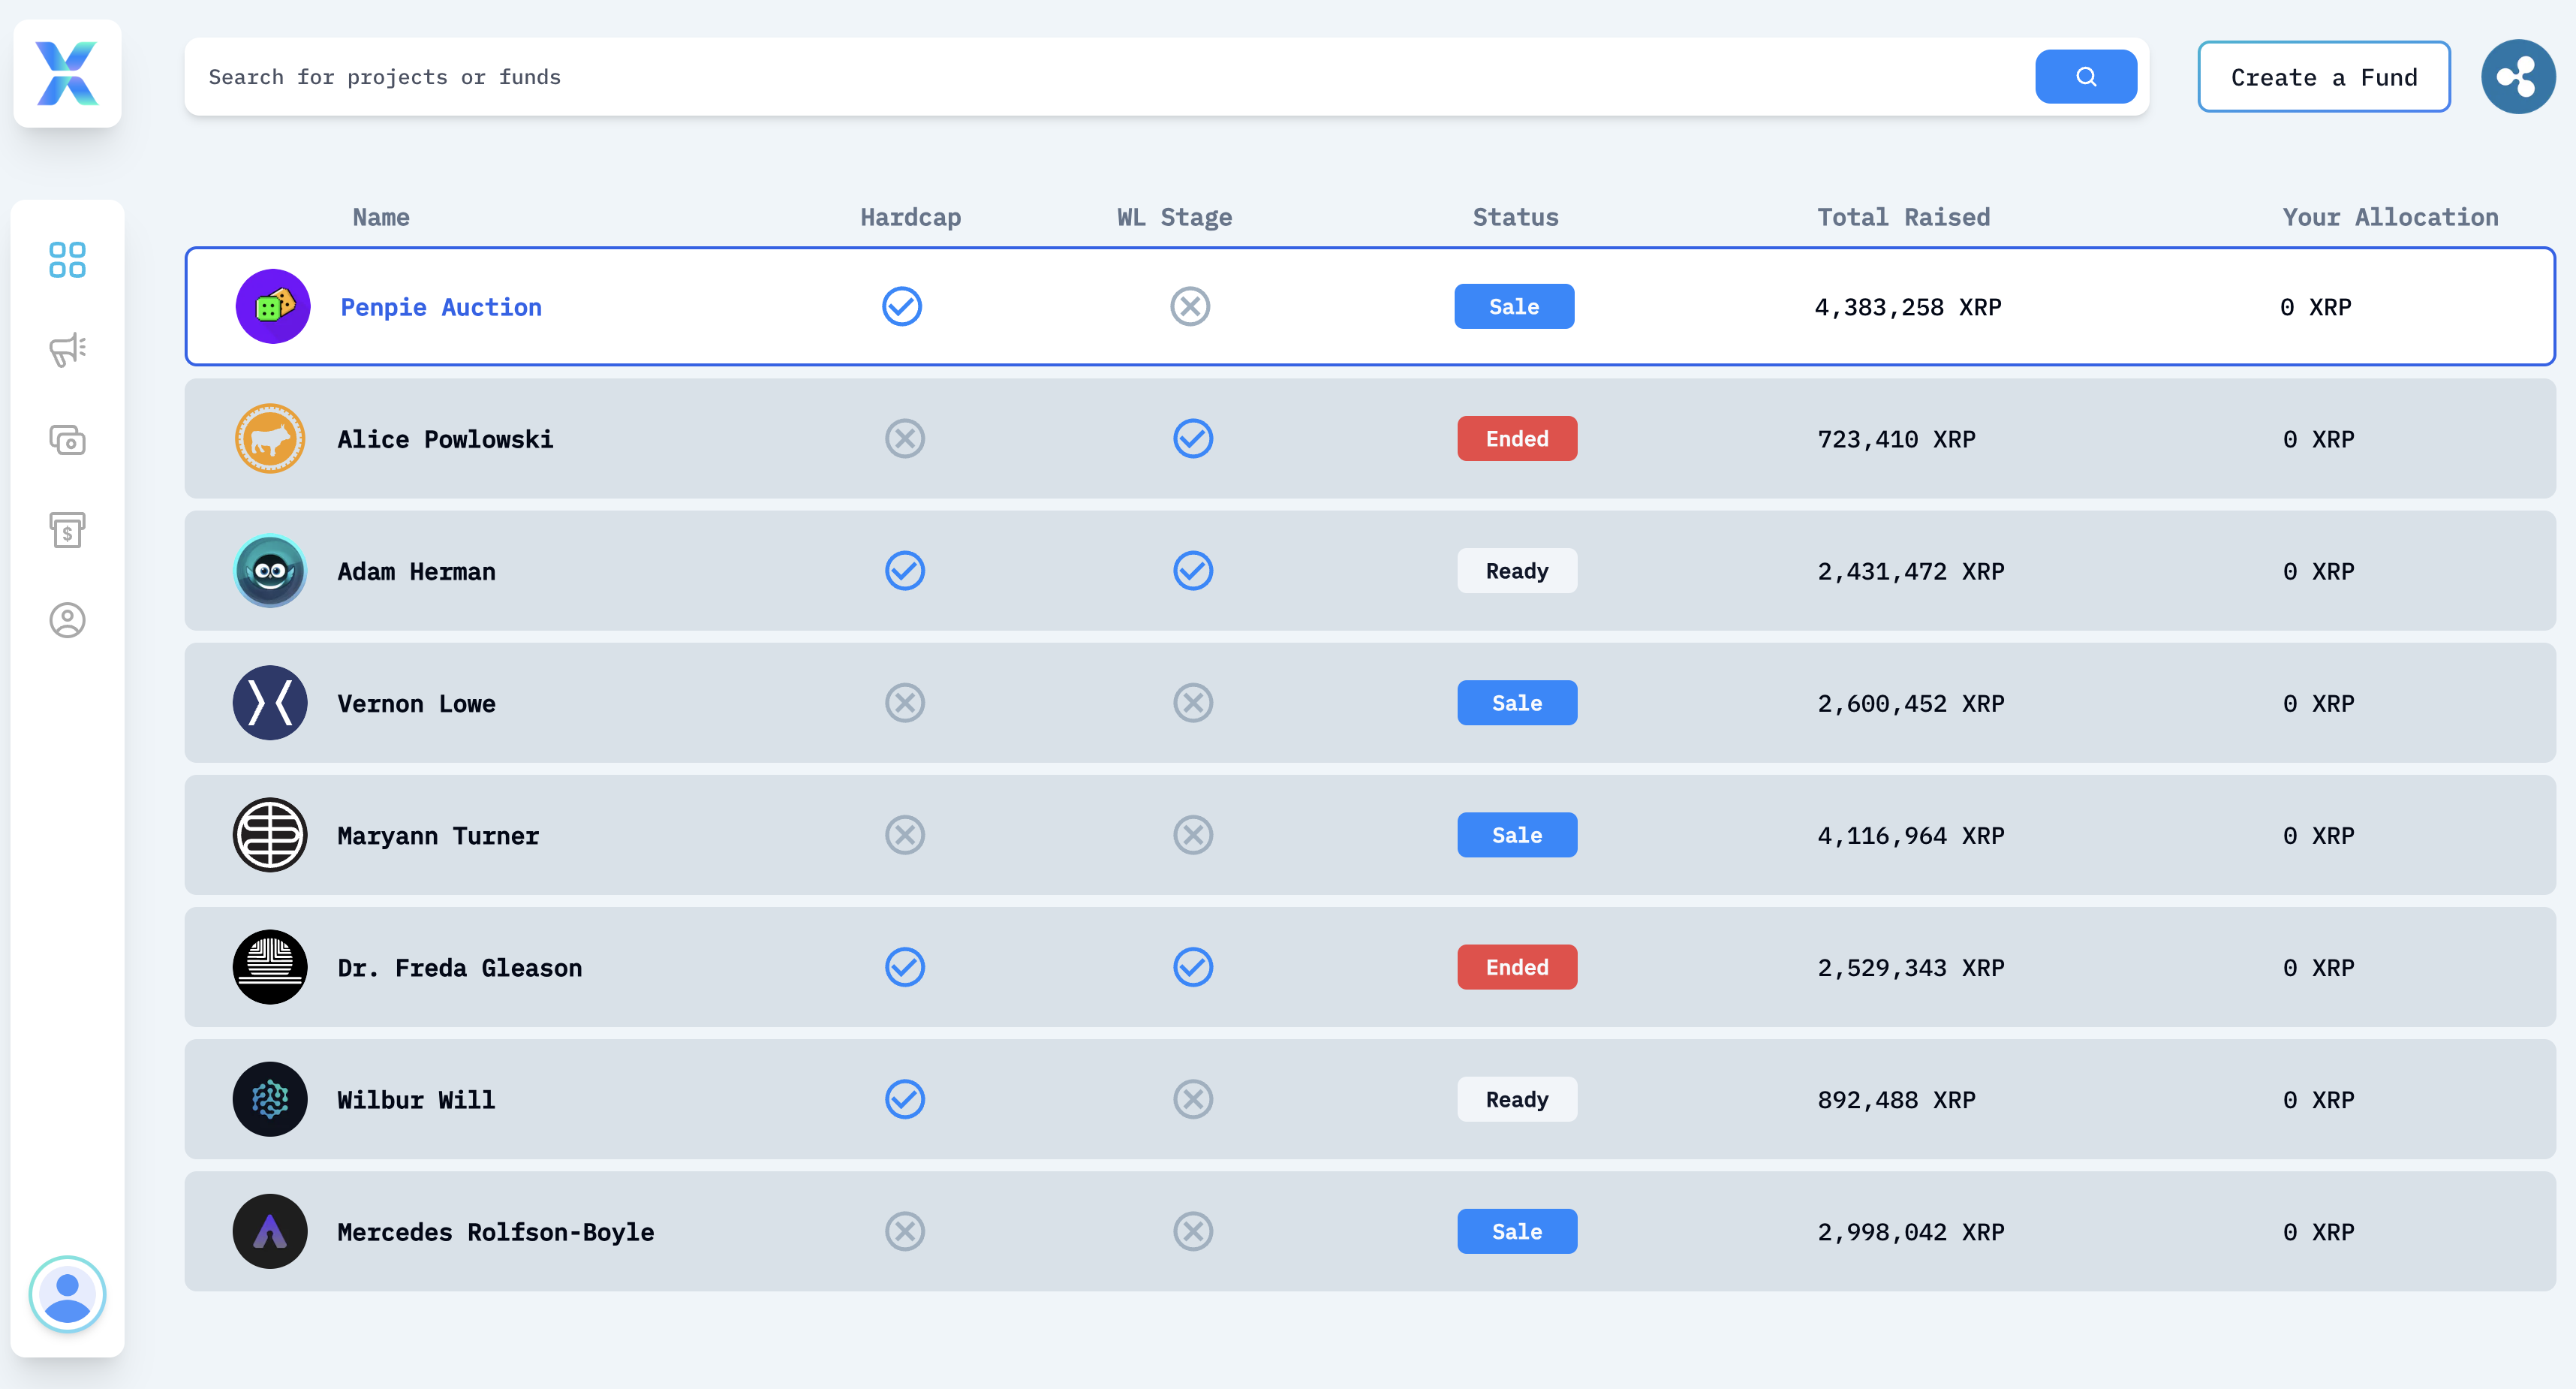 Search for projects or funds
Create a Fund
Name Hardcap WL Stage Status Total Raised Your Allocation
Penpie Auction Sale 4,383,258 XRP 0 XRP
Alice Powlowski Ended 723,410 XRP 0 XRP
Adam Herman Ready 2,431,472 XRP 0 XRP
Vernon Lowe Sale 2,600,452 XRP 0 XRP
Maryann Turner Sale 4,116,964 XRP 0 XRP
Dr. Freda Gleason Ended 2,529,343 XRP 0 XRP
Wilbur Will Ready 892,488 XRP 0 XRP
Mercedes Rolfson-Boyle Sale 2,998,042 XRP 0 XRP